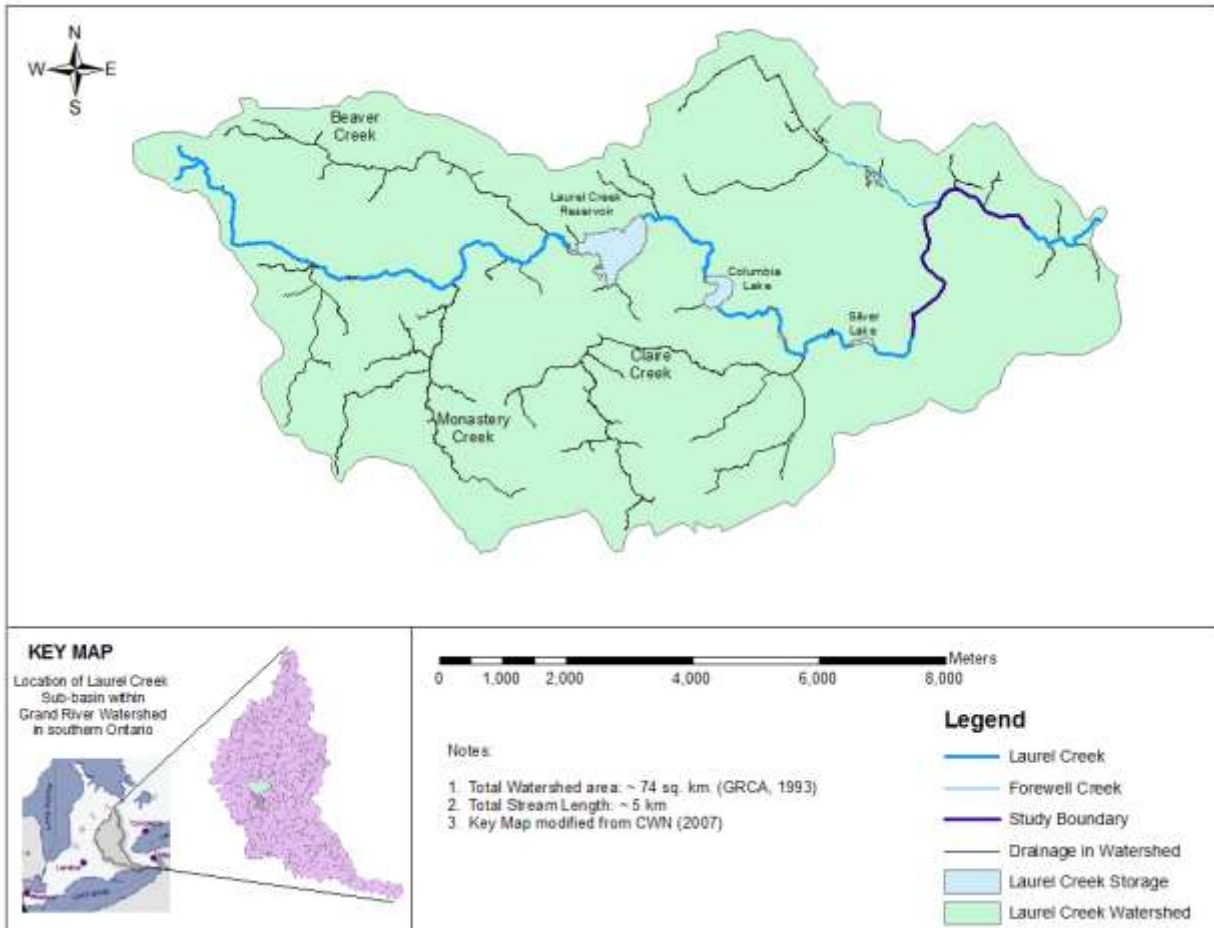 N
W E
S
Beaver
Creek
Laurel Creek
Reservoir
Columbia
Lake
Silver
Lake
Claire
Creek
Monastery
Creek
KEY MAP
Location of Laurel Creek
Sub-basin within
Grand River Watershed
in southern Ontario
London
Meters
0 1,000 2,000 4,000 6,000 8,000
Notes:
1. Total Watershed area: ~ 74 sq. km. (GRCA, 1993)
2. Total Stream Length: ~ 5 km
3. Key Map modified from CWN (2007)
Legend
Laurel Creek
Forewell Creek
Study Boundary
Drainage in Watershed
Laurel Creek Storage
Laurel Creek Watershed